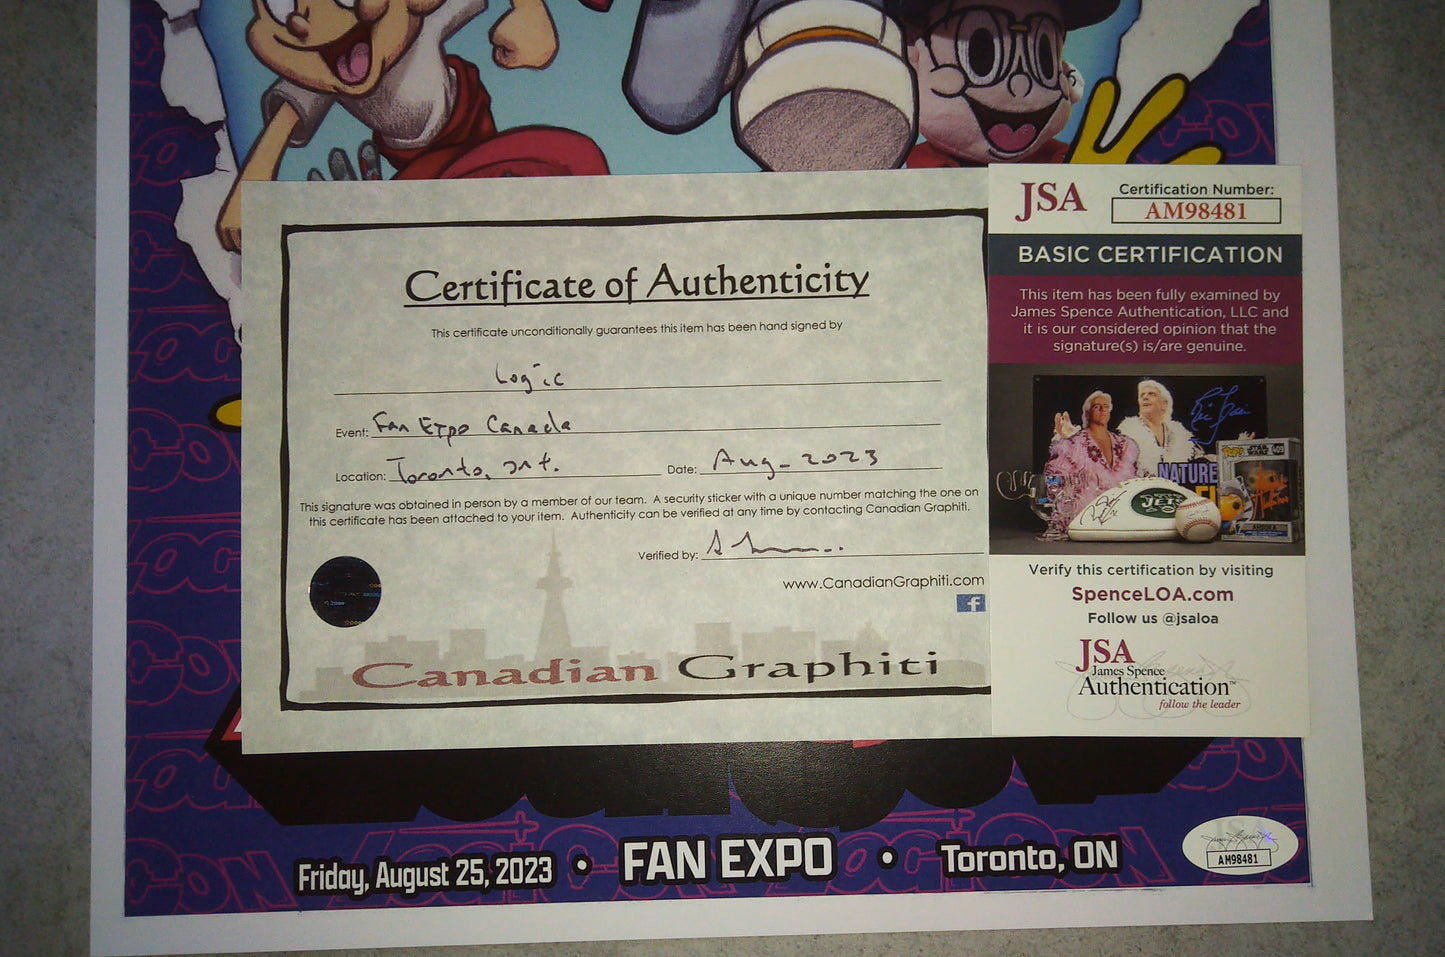 JSA
Certification Number:
AM98481
BASIC CERTIFICATION
This item has been fully examined by
James Spence Authentication, LLC and
it is our considered opinion that the
signature(s) is/are genuine.
NATURE
STAR WARS
JETS
AHSOKA
Verify this certification by visiting
SpenceLOA.com
Follow us @jsaloa
JSA
James Spence
Authentication™
follow the leader
Certificate of Authenticity
This certificate unconditionally guarantees this item has been hand signed by
Logic
Event: Fan Expo Canada
Location: Toronto, Ont.
Date: Aug - 2023
This signature was obtained in person by a member of our team. A security sticker with a unique number matching the one on
this certificate has been attached to your item. Authenticity can be verified at any time by contacting Canadian Graphiti.
Verified by:
www.CanadianGraphiti.com
f
Canadian Graphiti
Friday, August 25, 2023 • FAN EXPO • Toronto, ON
JSA
AM98481